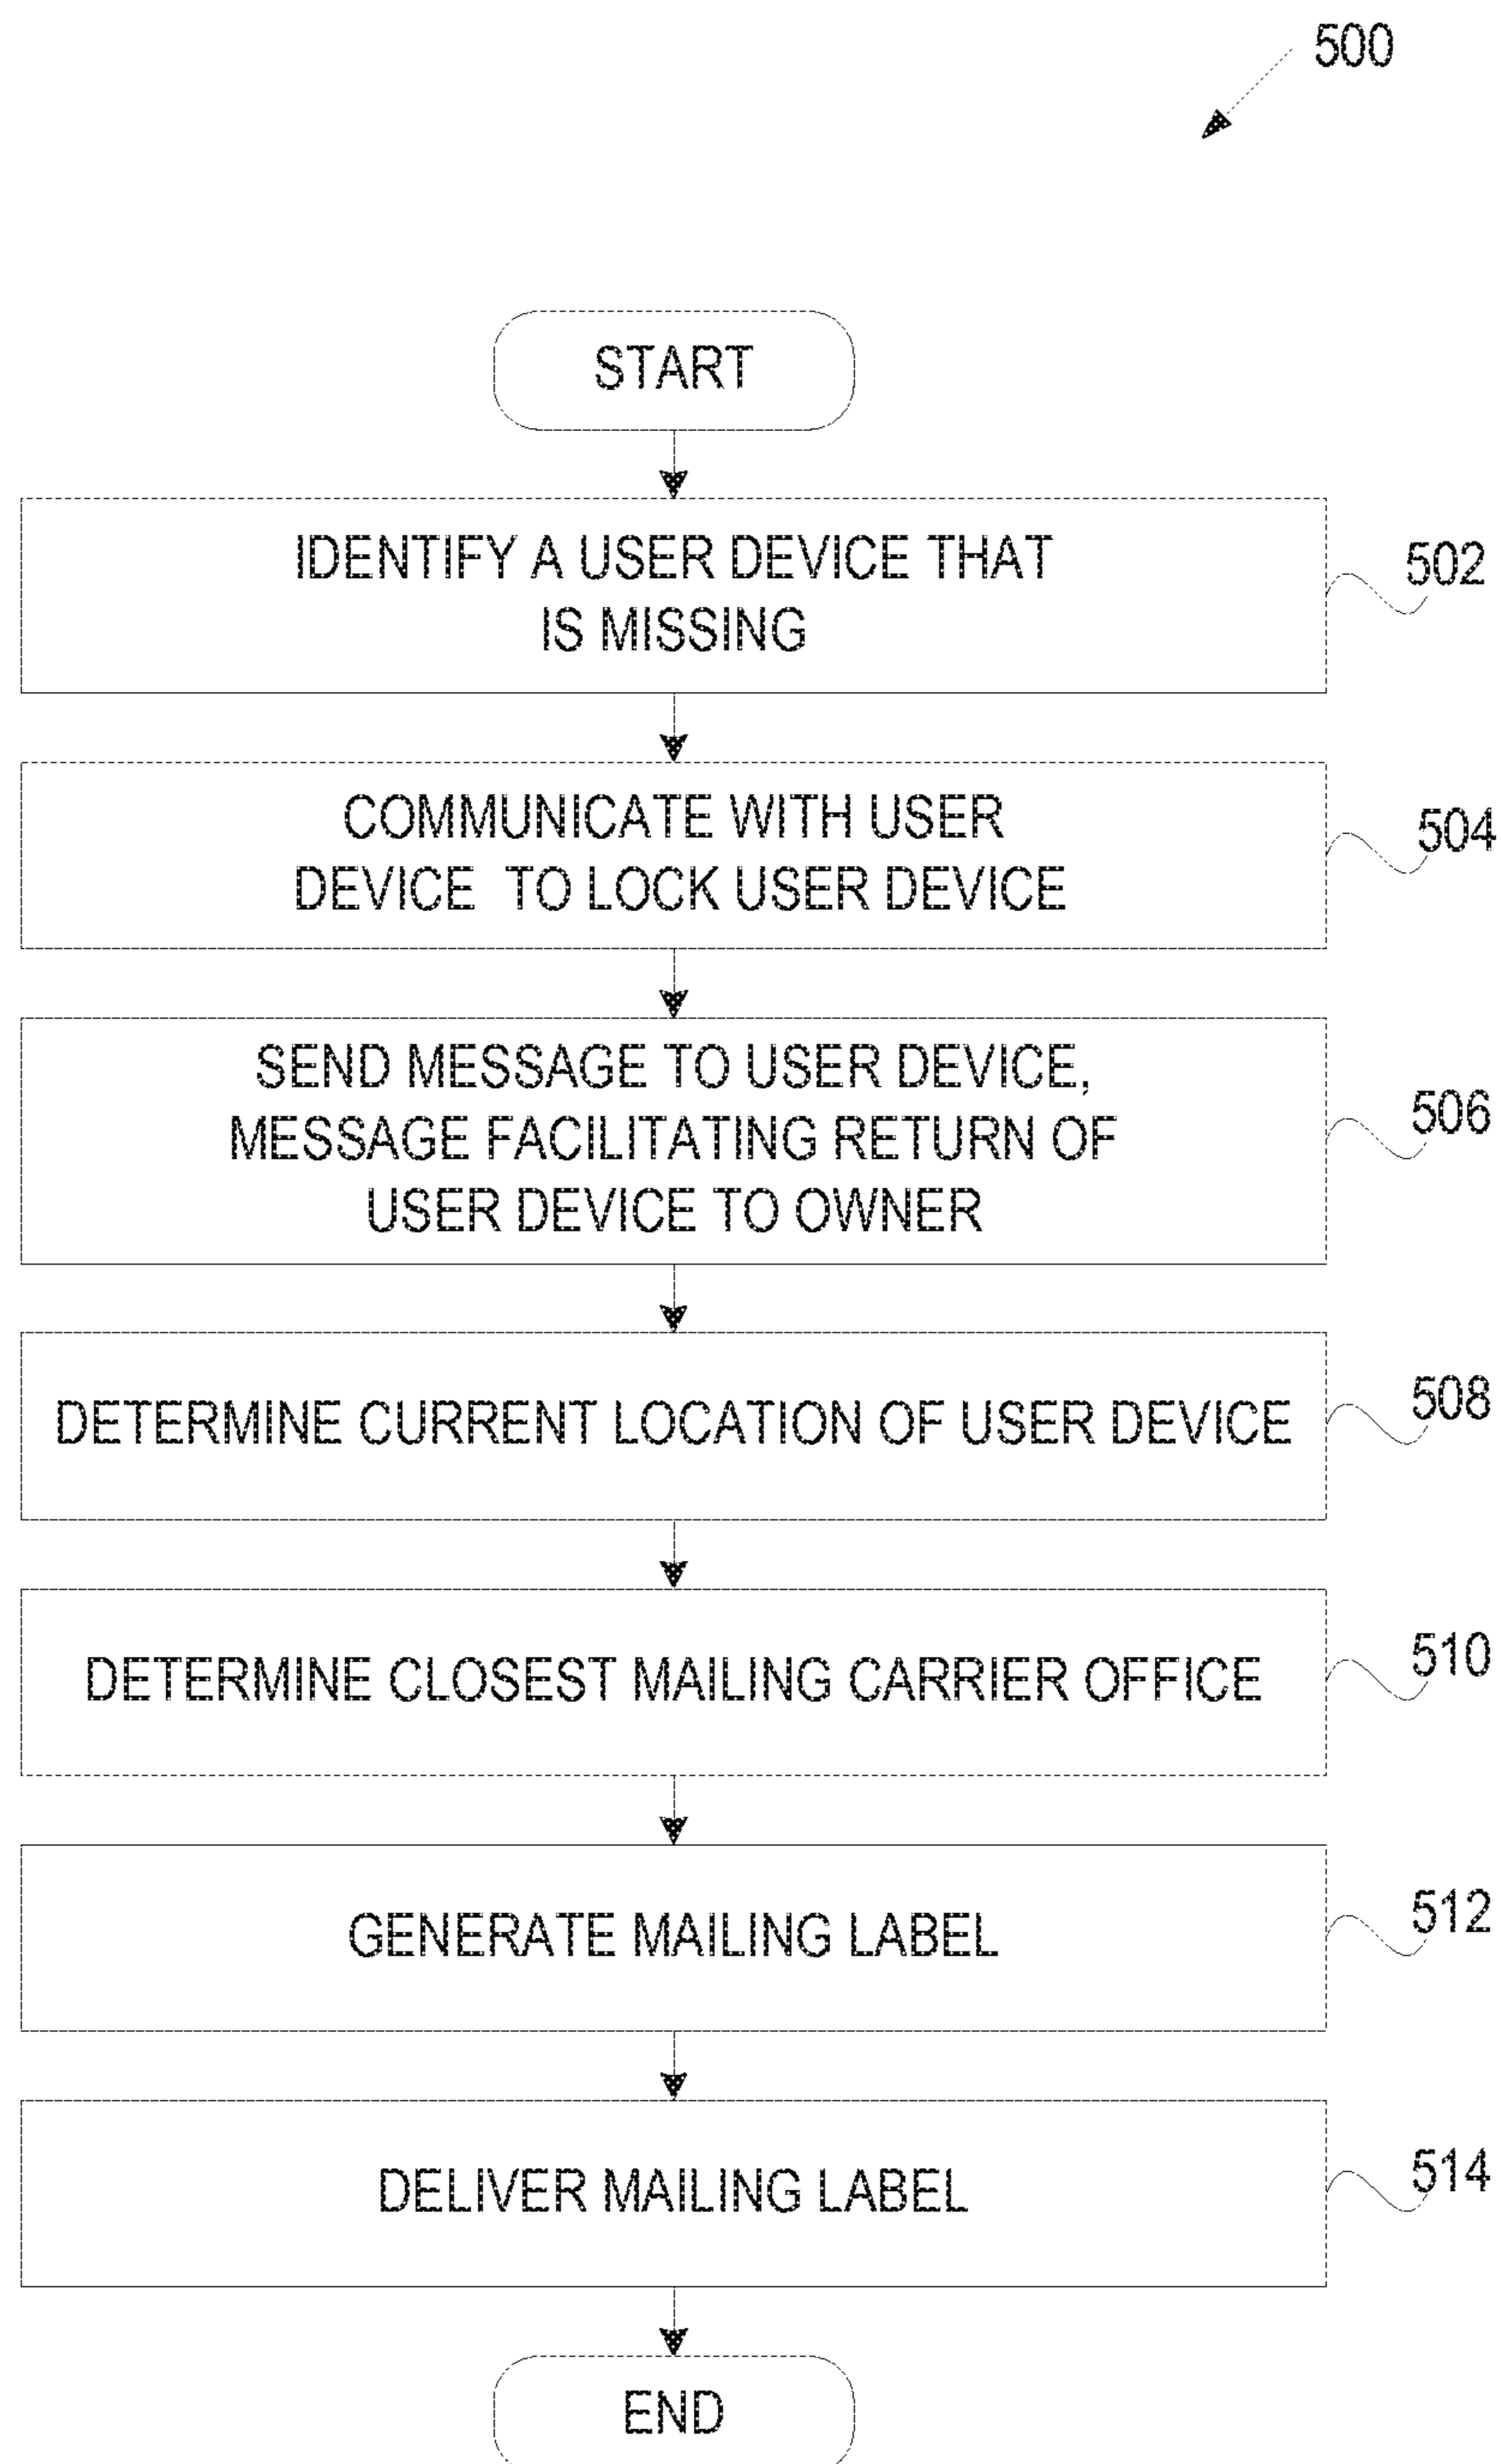 500
START
IDENTIFY A USER DEVICE THAT
IS MISSING
502
COMMUNICATE WITH USER
DEVICE TO LOCK USER DEVICE
504
SEND MESSAGE TO USER DEVICE,
MESSAGE FACILITATING RETURN OF
USER DEVICE TO OWNER
506
DETERMINE CURRENT LOCATION OF USER DEVICE
508
DETERMINE CLOSEST MAILING CARRIER OFFICE
510
GENERATE MAILING LABEL
512
DELIVER MAILING LABEL
514
END